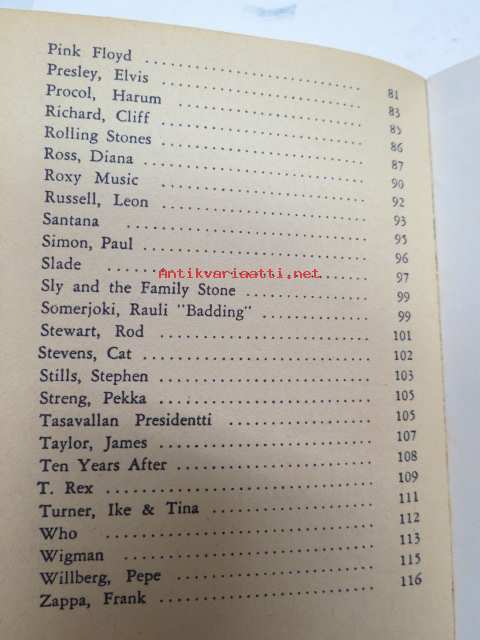 Pink Floyd .......................... 81
Presley, Elvis .......................... 83
Procol, Harum .......................... 85
Richard, Cliff .......................... 86
Rolling Stones .......................... 87
Ross, Diana .......................... 90
Roxy Music .......................... 92
Russell, Leon .......................... 93
Santana .......................... 95
Simon, Paul .......................... 96
Slade .......................... 97
Antikvariaatti.net
Sly and the Family Stone .............. 99
Somerjoki, Rauli "Badding" ............ 99
Stewart, Rod .......................... 101
Stevens, Cat .......................... 102
Stills, Stephen .......................... 103
Streng, Pekka .......................... 105
Tasavallan Presidentti ................ 105
Taylor, James .......................... 107
Ten Years After .......................... 108
T. Rex .......................... 109
Turner, Ike & Tina .................... 111
Who .......................... 112
Wigman .......................... 113
Willberg, Pepe .......................... 115
Zappa, Frank .......................... 116